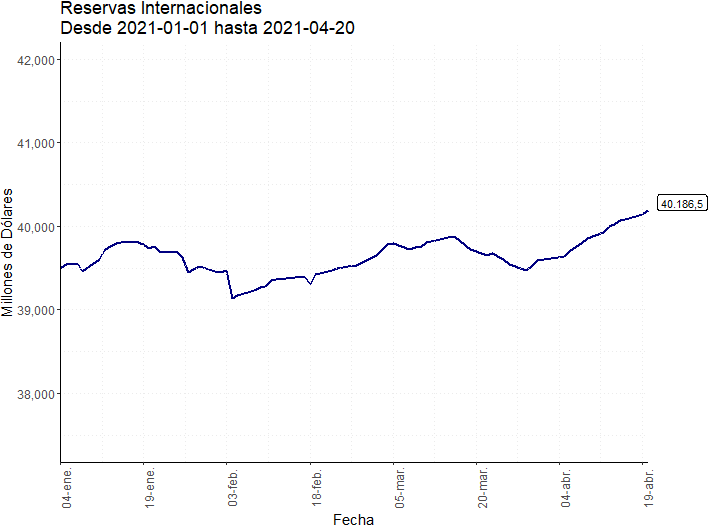 Reservas Internacionales
Desde 2021-01-01 hasta 2021-04-20
42,000
41,000
40,000
39,000
38,000
40.186,5
Millones de Dólares
04-ene.
19-ene.
03-feb.
18-feb.
05-mar.
20-mar.
04-abr.
19-abr.
Fecha